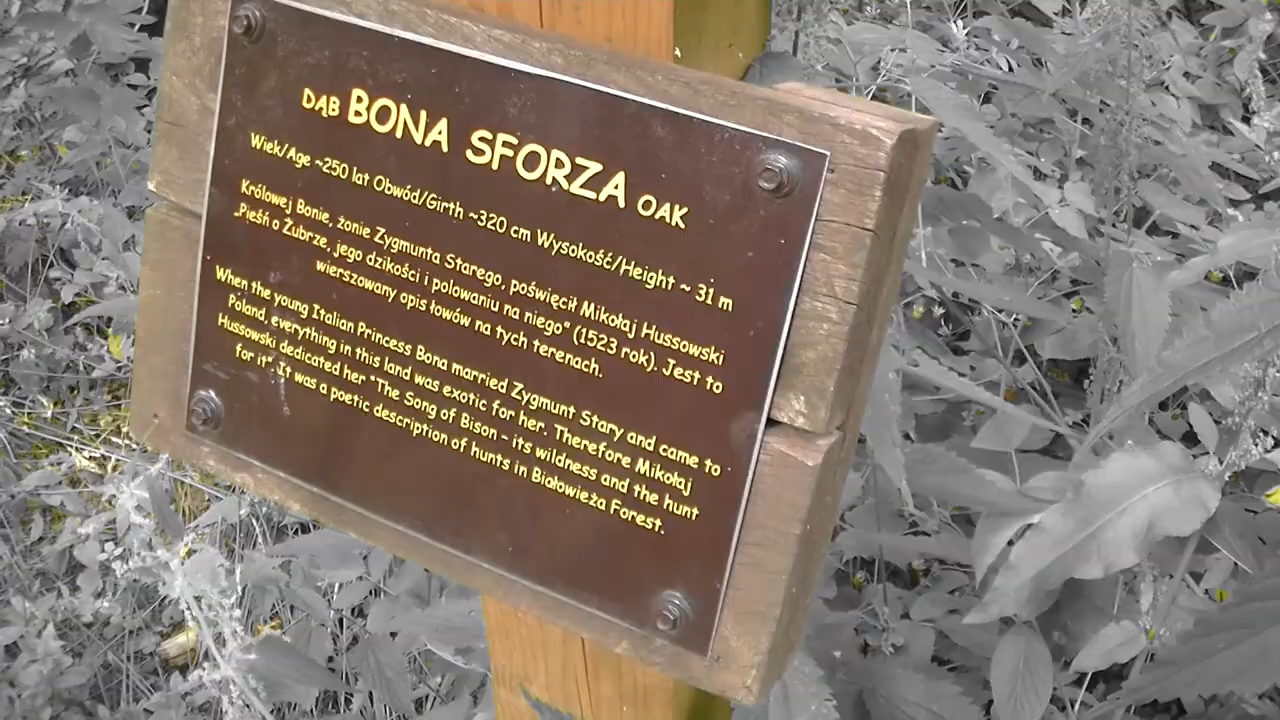 DĄB BONA SFORZA OAK
Wiek/Age ~250 lat Obwód/Girth ~320 cm Wysokość/Height ~ 31 m
Królowej Bonie, żonie Zygmunta Starego, poświęcił Mikołaj Hussowski
„Pieśń o Żubrze, jego dzikości i polowaniu na niego" (1523 rok). Jest to
wierszowany opis łowów na tych terenach.
When the young Italian Princess Bona married Zygmunt Stary and came to
Poland, everything in this land was exotic for her. Therefore Mikołaj
Hussowski dedicated her "The Song of Bison - its wildness and the hunt
for it". It was a poetic description of hunts in Białowieża Forest.